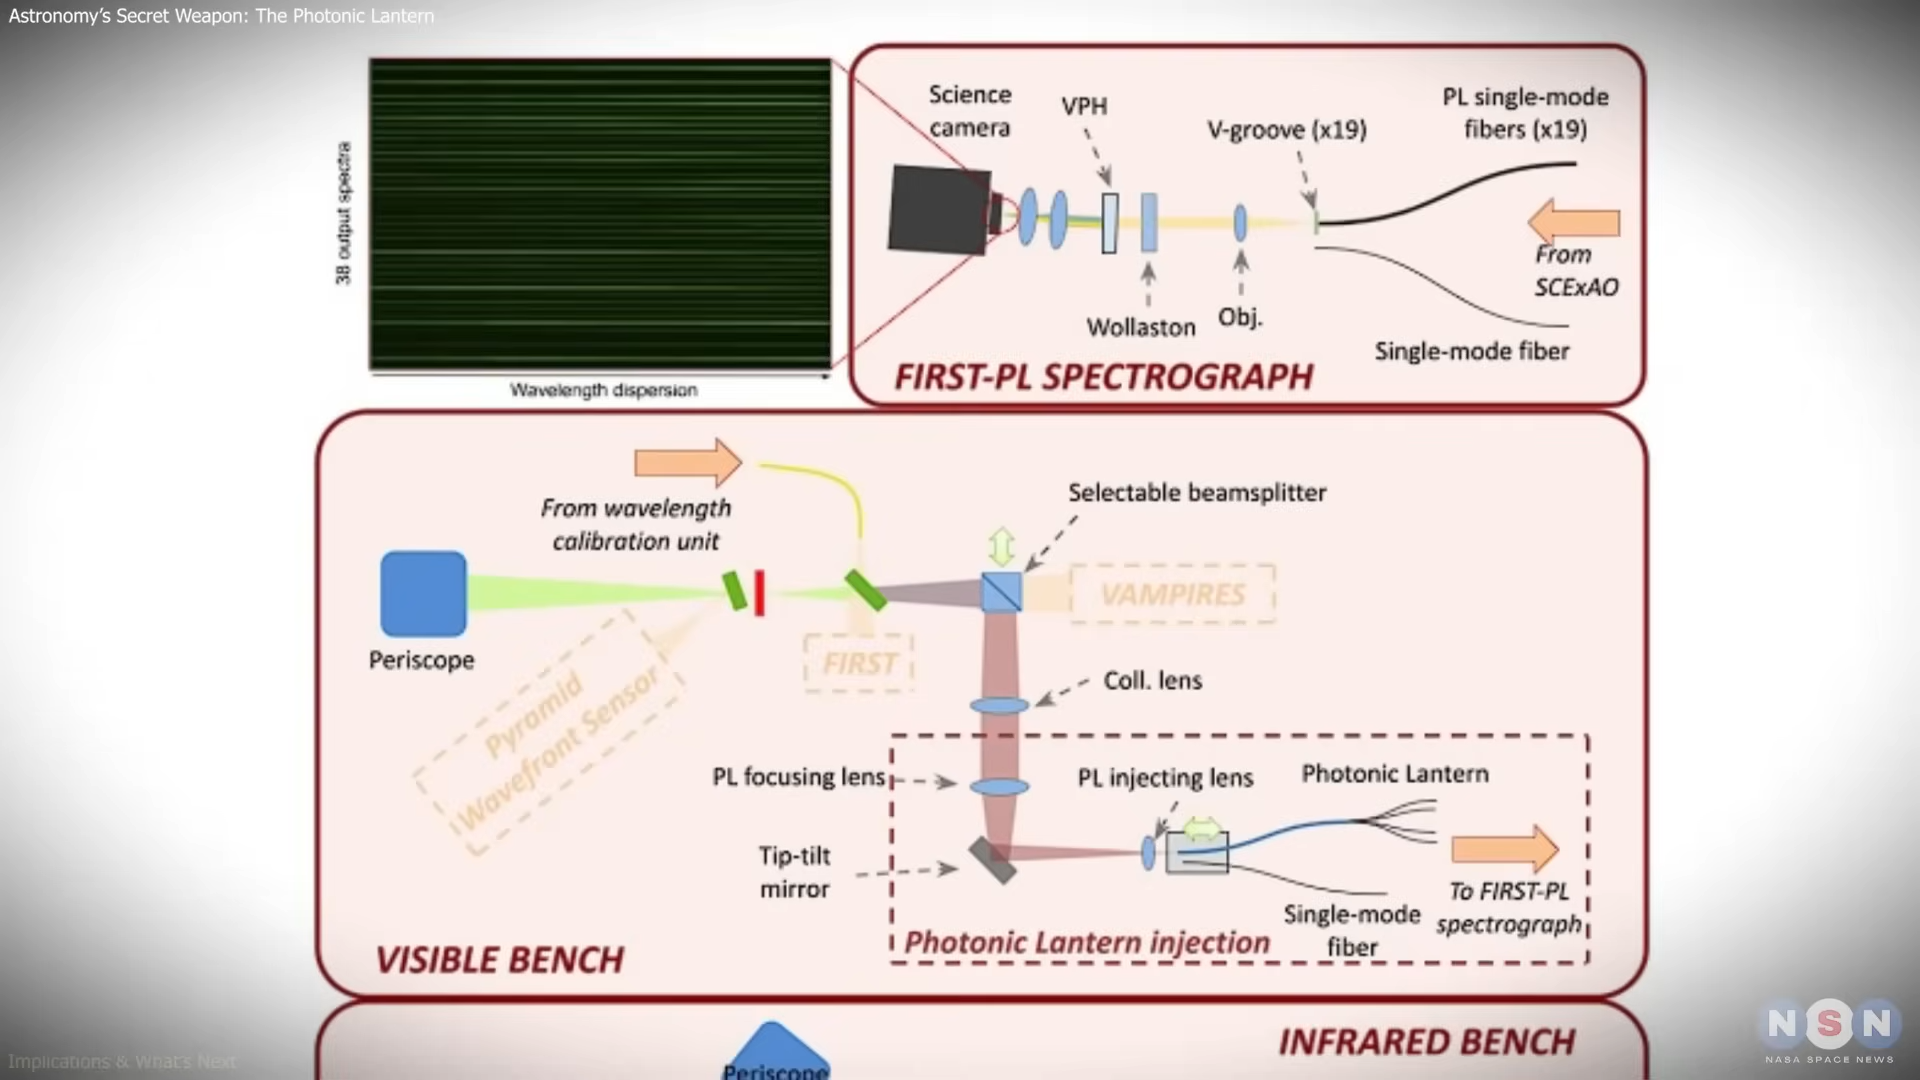 Astronomy's Secret Weapon: The Photonic Lantern
38 output spectra
Wavelength dispersion
Science
camera
VPH
V-groove (x19)
PL single-mode
fibers (x19)
From
SCExAO
Wollaston
Obj.
Single-mode fiber
FIRST-PL SPECTROGRAPH
From wavelength
calibration unit
Selectable beamsplitter
VAMPIRES
Periscope
FIRST
Pyramid
Wavefront Sensor
Coll. lens
PL focusing lens
PL injecting lens
Photonic Lantern
Tip-tilt
mirror
To FIRST-PL
spectrograph
Single-mode
fiber
Photonic Lantern injection
VISIBLE BENCH
INFRARED BENCH
Periscope
Implications & What's Next
NSN
NASA SPACE NEWS